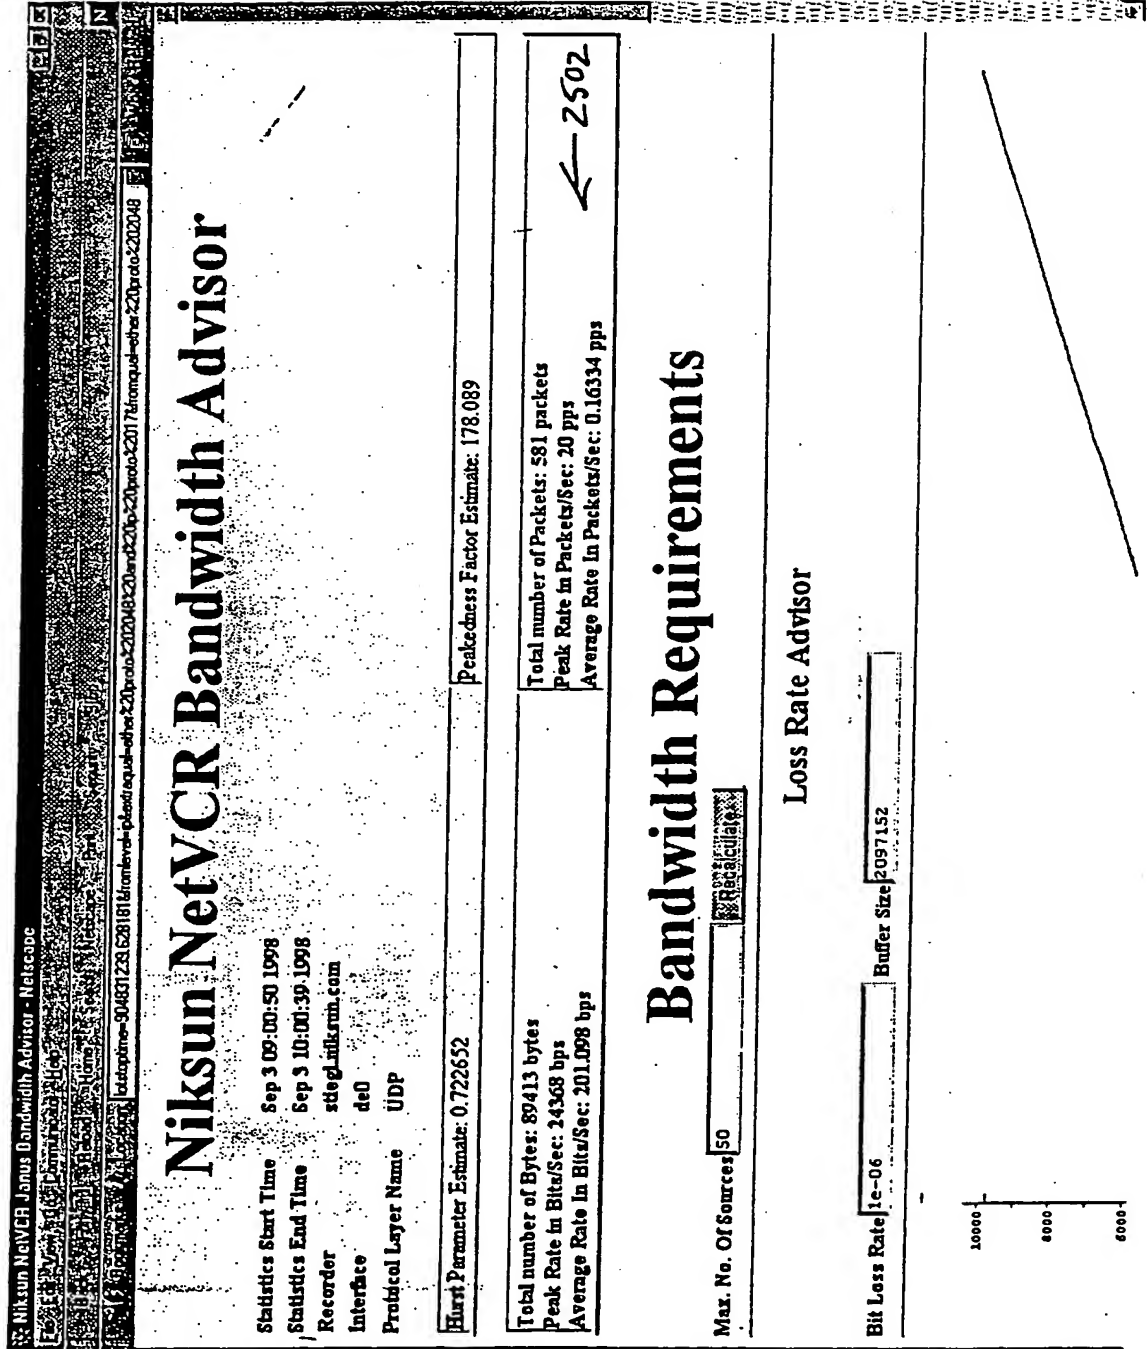 Niksun NetVCR Janus Bandwidth Advisor - Netscape
Niksun NetVCR Bandwidth Advisor
Statistics Start Time Sep 3 09:00:50 1998
Statistics End Time Sep 3 10:00:39 1998
Recorder stiegl.niksun.com
Interface de0
Protocol Layer Name UDP
Hurst Parameter Estimate: 0.722652 Peakedness Factor Estimate: 178.089
Total number of Bytes: 89413 bytes Total number of Packets: 581 packets
Peak Rate in Bits/Sec: 24368 bps Peak Rate in Packets/Sec: 20 pps
Average Rate In Bits/Sec: 201.098 bps Average Rate In Packets/Sec: 0.16334 pps
← 2502
Bandwidth Requirements
Max. No. Of Sources 50 Recalculate
Loss Rate Advisor
Bit Loss Rate 1e-06 Buffer Size 2097152
10000
8000
6000